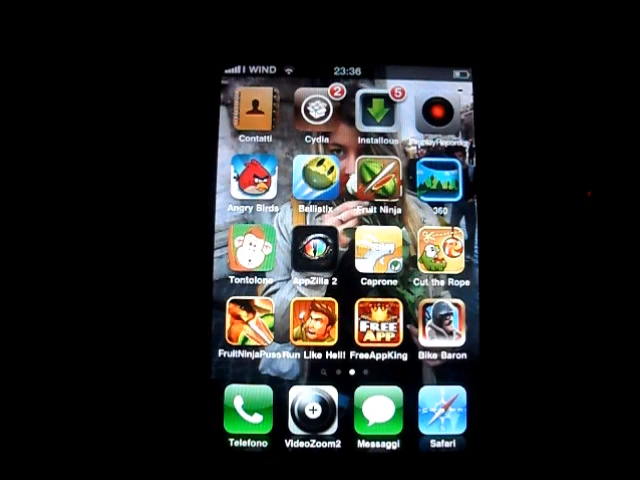 WIND 23:36
2 5
Contatti Cydia Installous DisplayRecorder
Angry Birds Ballistix Fruit Ninja 360
Tontolone AppZilla 2 Caprone Cut the Rope
FREE APP
FruitNinjaPuss Run Like Hell! FreeAppKing Bike Baron
Telefono VideoZoom2 Messaggi Safari